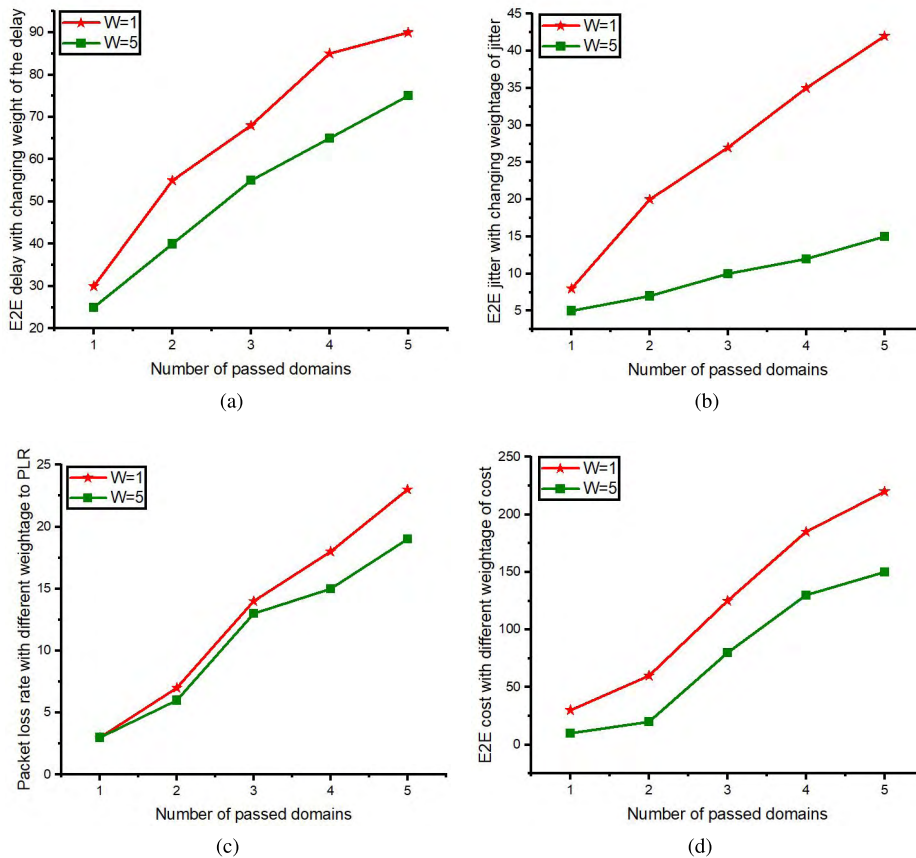 W=1
W=5
E2E delay with changing weight of the delay
90
80
70
60
50
40
30
20
1 2 3 4 5
Number of passed domains
(a)
W=1
W=5
E2E jitter with changing weightage of jitter
45
40
35
30
25
20
15
10
5
1 2 3 4 5
Number of passed domains
(b)
W=1
W=5
Packet loss rate with different weightage to PLR
25
20
15
10
5
0
1 2 3 4 5
Number of passed domains
(c)
W=1
W=5
E2E cost with different weightage of cost
250
200
150
100
50
0
1 2 3 4 5
Number of passed domains
(d)